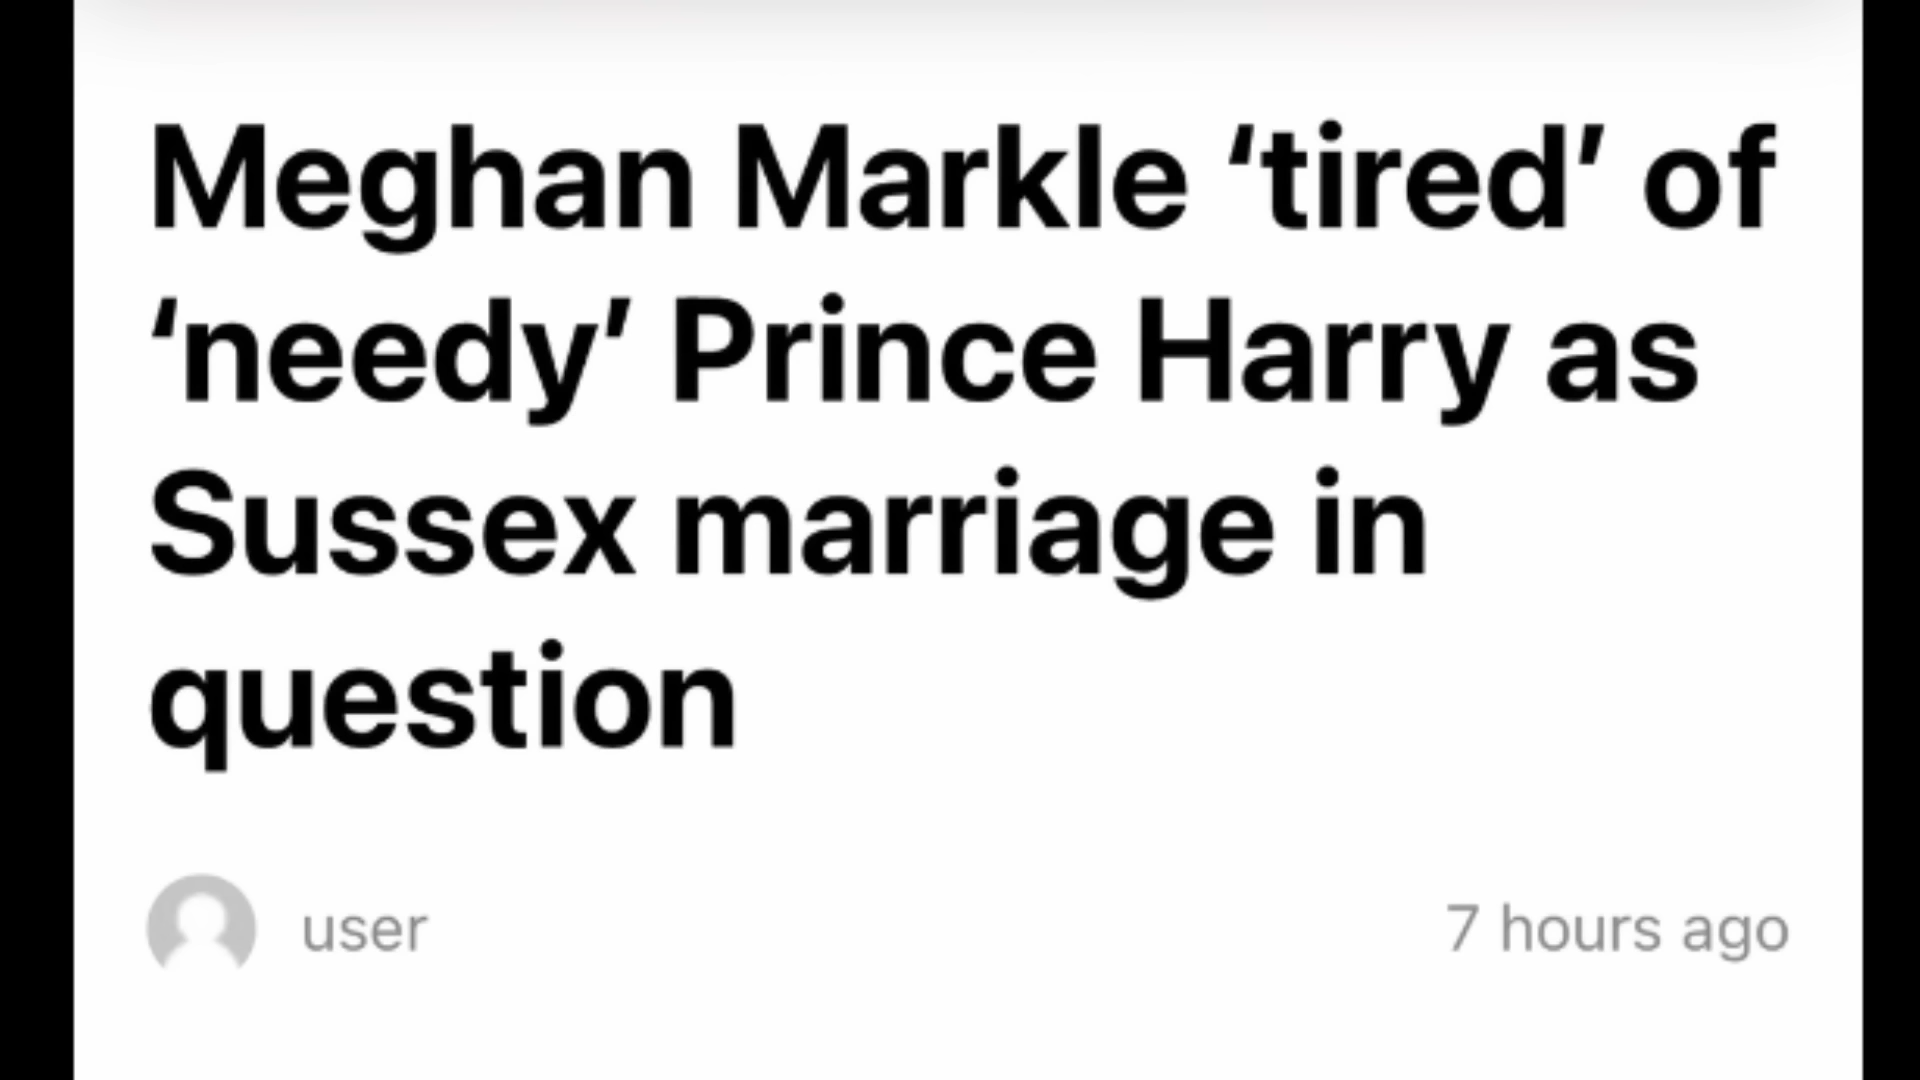 Meghan Markle ‘tired’ of
‘needy’ Prince Harry as
Sussex marriage in
question
user
7 hours ago